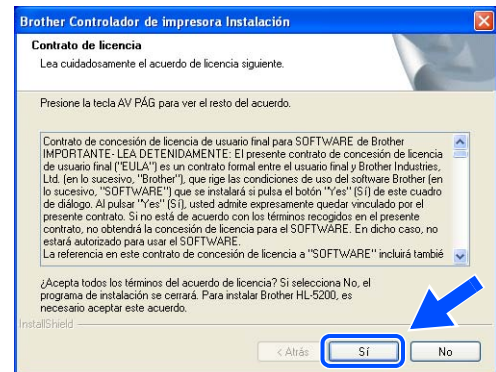 Brother Controlador de impresora Instalación
Contrato de licencia
Lea cuidadosamente el acuerdo de licencia siguiente.
Presione la tecla AV PÁG para ver el resto del acuerdo.
Contrato de concesión de licencia de usuario final para SOFTWARE de Brother
IMPORTANTE- LEA DETENIDAMENTE: El presente contrato de concesión de licencia
de usuario final ("EULA") es un contrato formal entre el usuario final y Brother Industries,
Ltd. (en lo sucesivo, "Brother"), que rige las condiciones de uso del software Brother (en
lo sucesivo, "SOFTWARE") que se instalará si pulsa el botón "Yes" (Sí) de este cuadro
de diálogo. Al pulsar "Yes" (Sí), usted admite expresamente quedar vinculado por el
presente contrato. Si no está de acuerdo con los términos recogidos en el presente
contrato, no obtendrá la concesión de licencia para el SOFTWARE. En dicho caso, no
estará autorizado para usar el SOFTWARE.
La referencia en este contrato de concesión de licencia a "SOFTWARE" incluirá tambié
¿Acepta todos los términos del acuerdo de licencia? Si selecciona No, el
programa de instalación se cerrará. Para instalar Brother HL-5200, es
necesario aceptar este acuerdo.
InstallShield
< Atrás
Sí
No